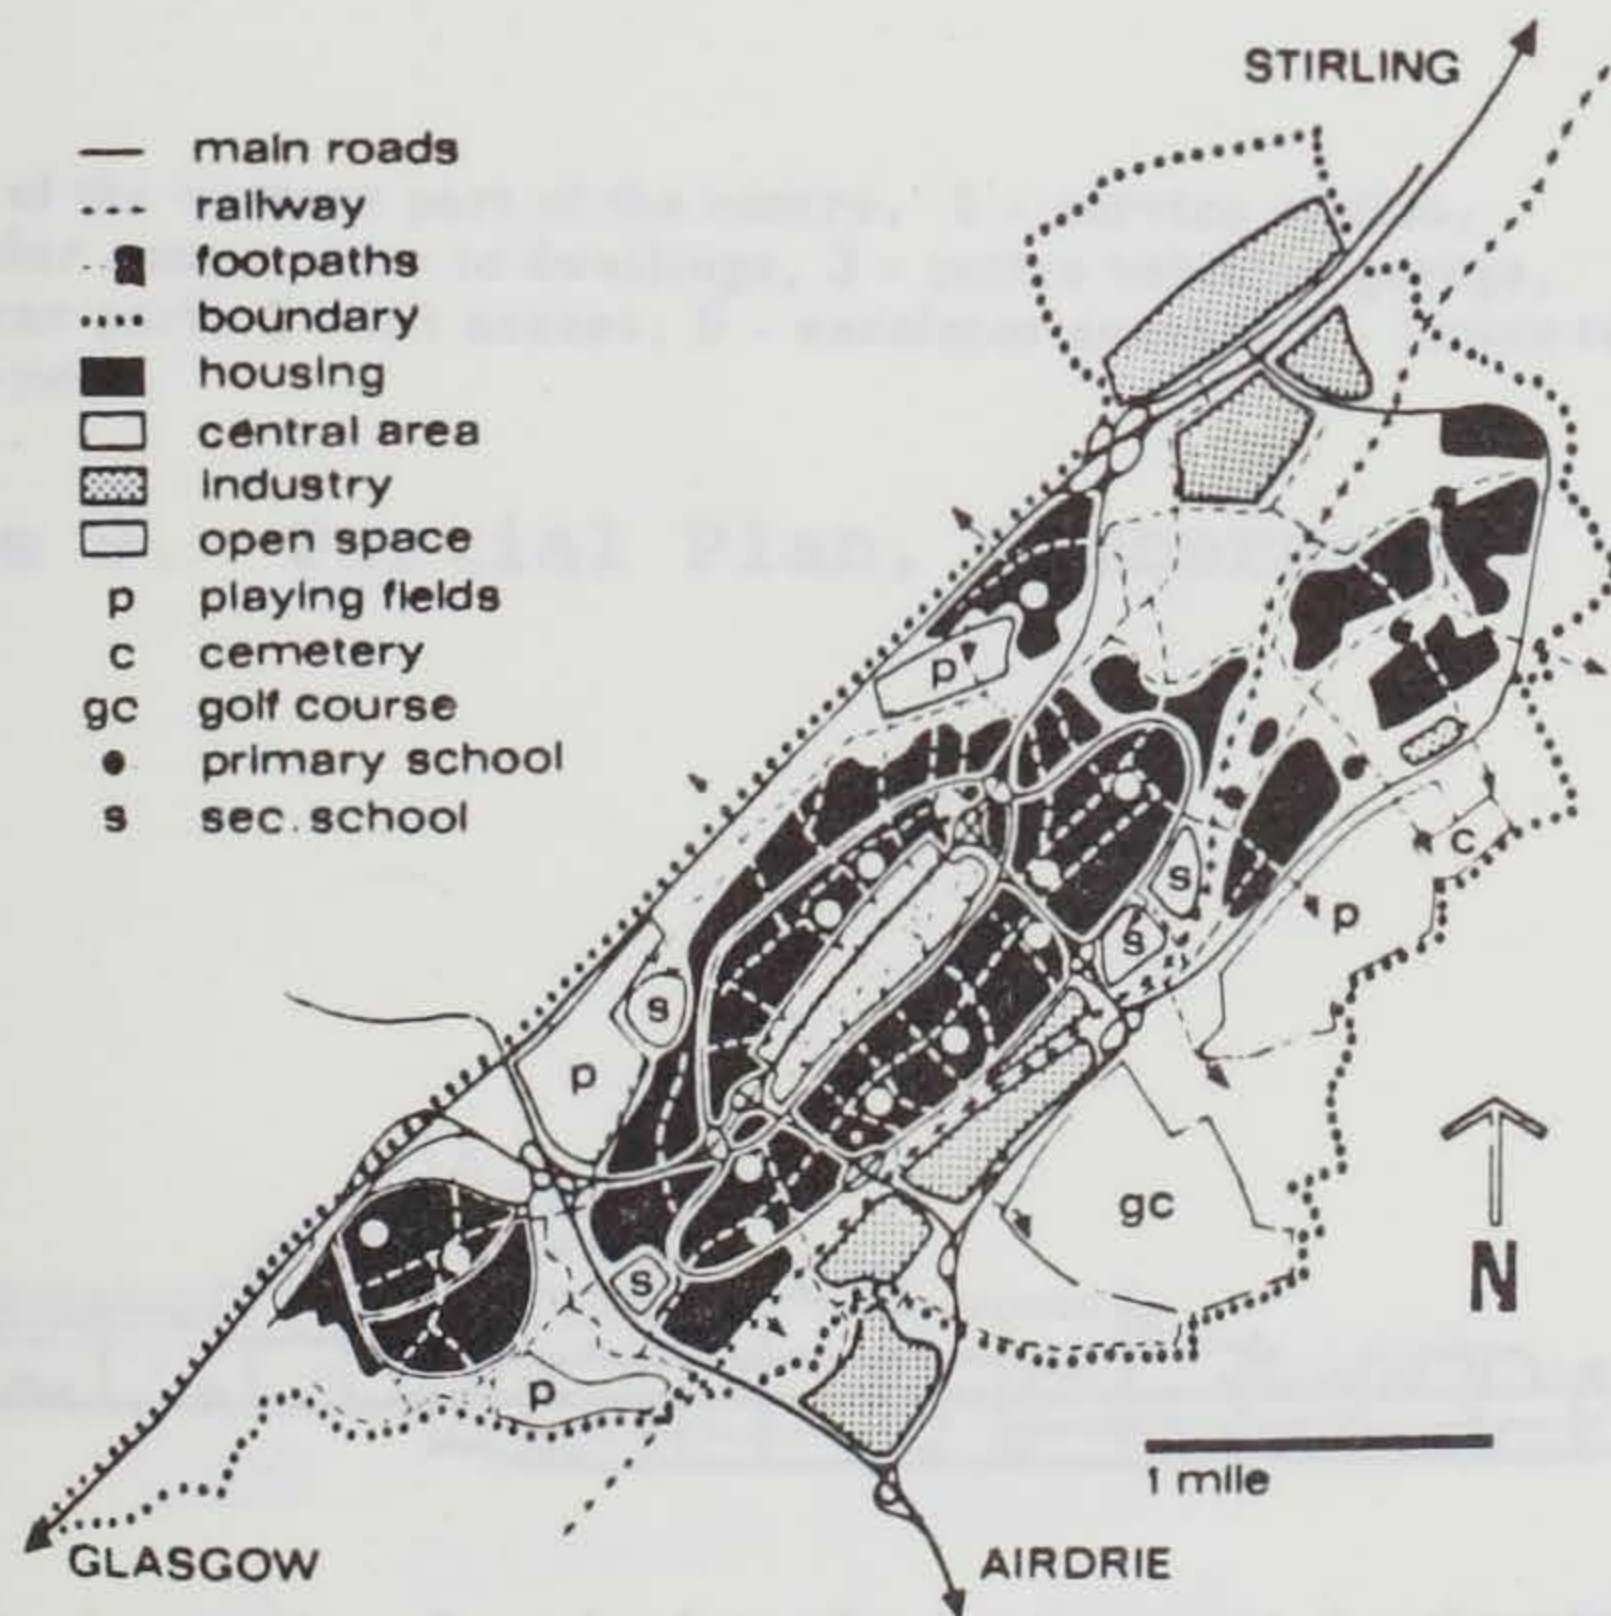 STIRLING
main roads
railway
footpaths
boundary
housing
central area
industry
open space
p playing fields
c cemetery
gc golf course
primary school
s sec. school
p
s
c
s
p
s
p
gc
N
s
p
1 mile
GLASGOW
AIRDRIE